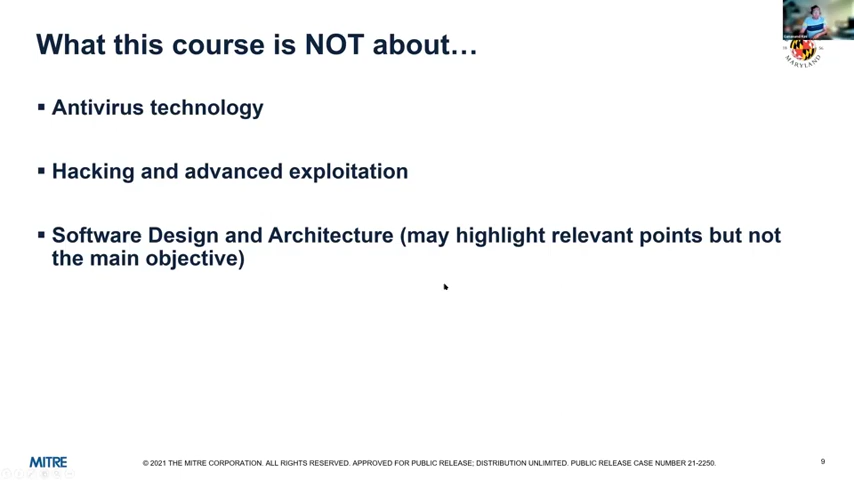 What this course is NOT about…
▪ Antivirus technology
▪ Hacking and advanced exploitation
▪ Software Design and Architecture (may highlight relevant points but not
the main objective)
MARYLAND
MITRE
© 2021 THE MITRE CORPORATION. ALL RIGHTS RESERVED. APPROVED FOR PUBLIC RELEASE; DISTRIBUTION UNLIMITED. PUBLIC RELEASE CASE NUMBER 21-2250.
9